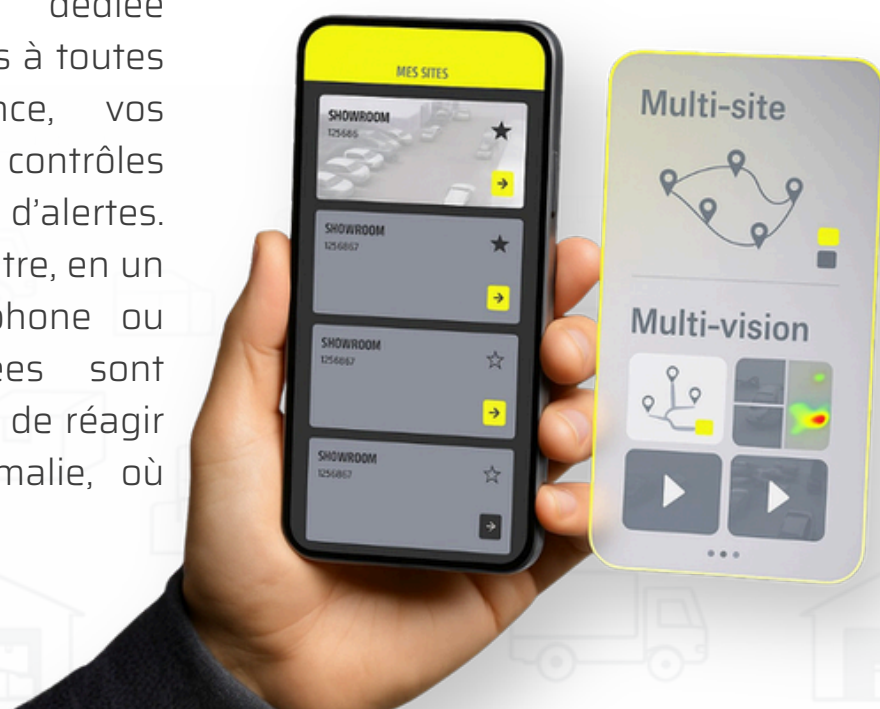 dédiée
s à toutes
nce, vos
contrôles
d'alertes.
tre, en un
phone ou
ées sont
de réagir
malie, où
MES SITES
SHOWROOM
125686
SHOWROOM
1256867
SHOWROOM
1256867
SHOWROOM
1256867
Multi-site
Multi-vision